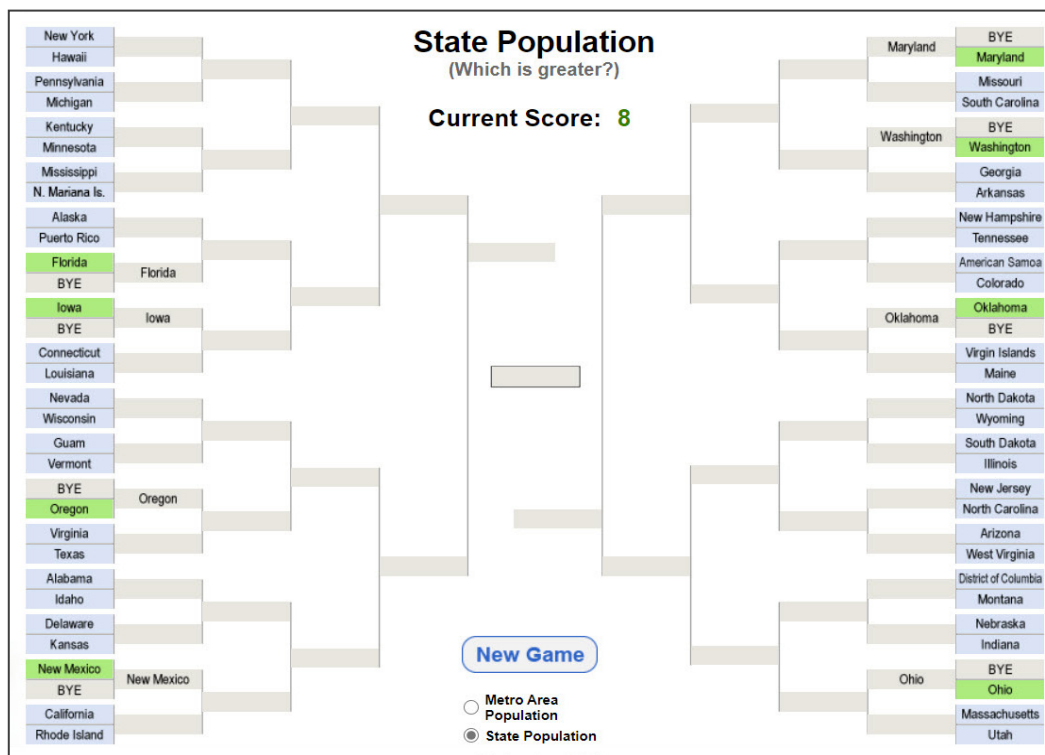 State Population
(Which is greater?)
Current Score: 8
New York
Hawaii
Pennsylvania
Michigan
Kentucky
Minnesota
Mississippi
N. Mariana Is.
Alaska
Puerto Rico
Florida
BYE
Florida
Iowa
BYE
Iowa
Connecticut
Louisiana
Nevada
Wisconsin
Guam
Vermont
BYE
Oregon
Oregon
Virginia
Texas
Alabama
Idaho
Delaware
Kansas
New Mexico
BYE
New Mexico
California
Rhode Island
Maryland
BYE
Maryland
Missouri
South Carolina
Washington
BYE
Washington
Georgia
Arkansas
New Hampshire
Tennessee
American Samoa
Colorado
Oklahoma
Oklahoma
BYE
Virgin Islands
Maine
North Dakota
Wyoming
South Dakota
Illinois
New Jersey
North Carolina
Arizona
West Virginia
District of Columbia
Montana
Nebraska
Indiana
Ohio
BYE
Ohio
Massachusetts
Utah
New Game
Metro Area
Population
State Population